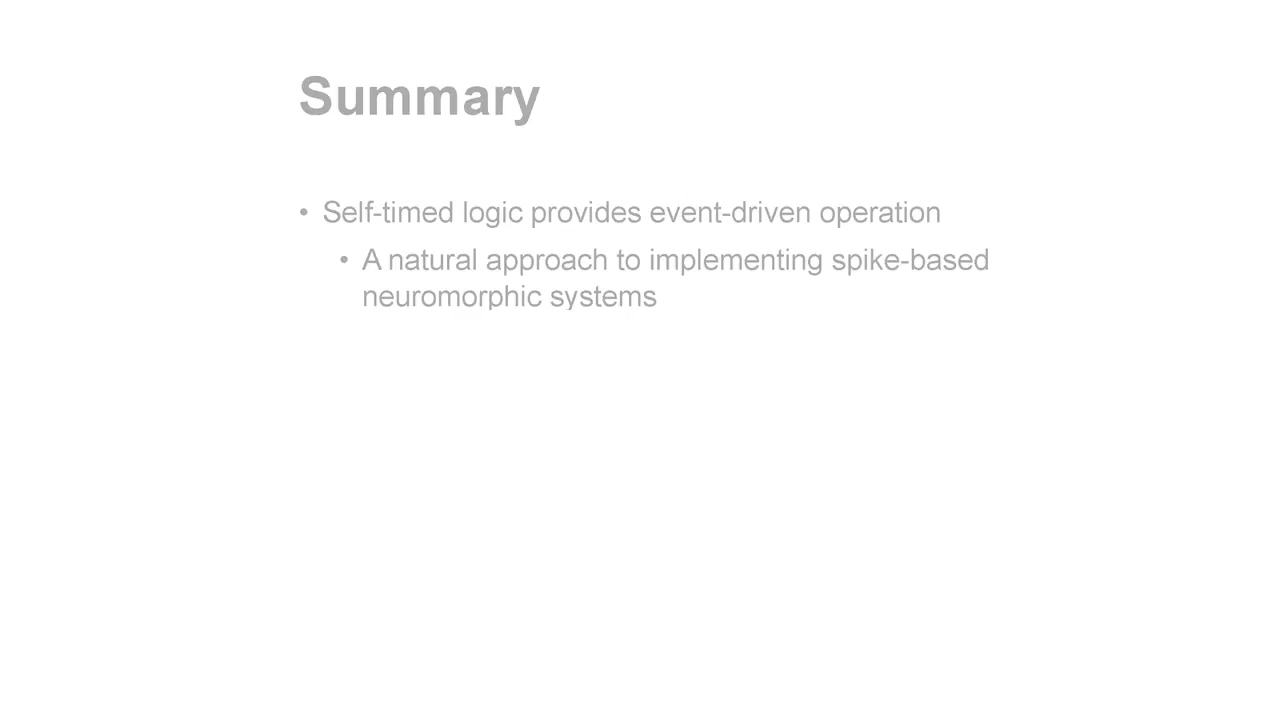 Summary
• Self-timed logic provides event-driven operation
• A natural approach to implementing spike-based
neuromorphic systems